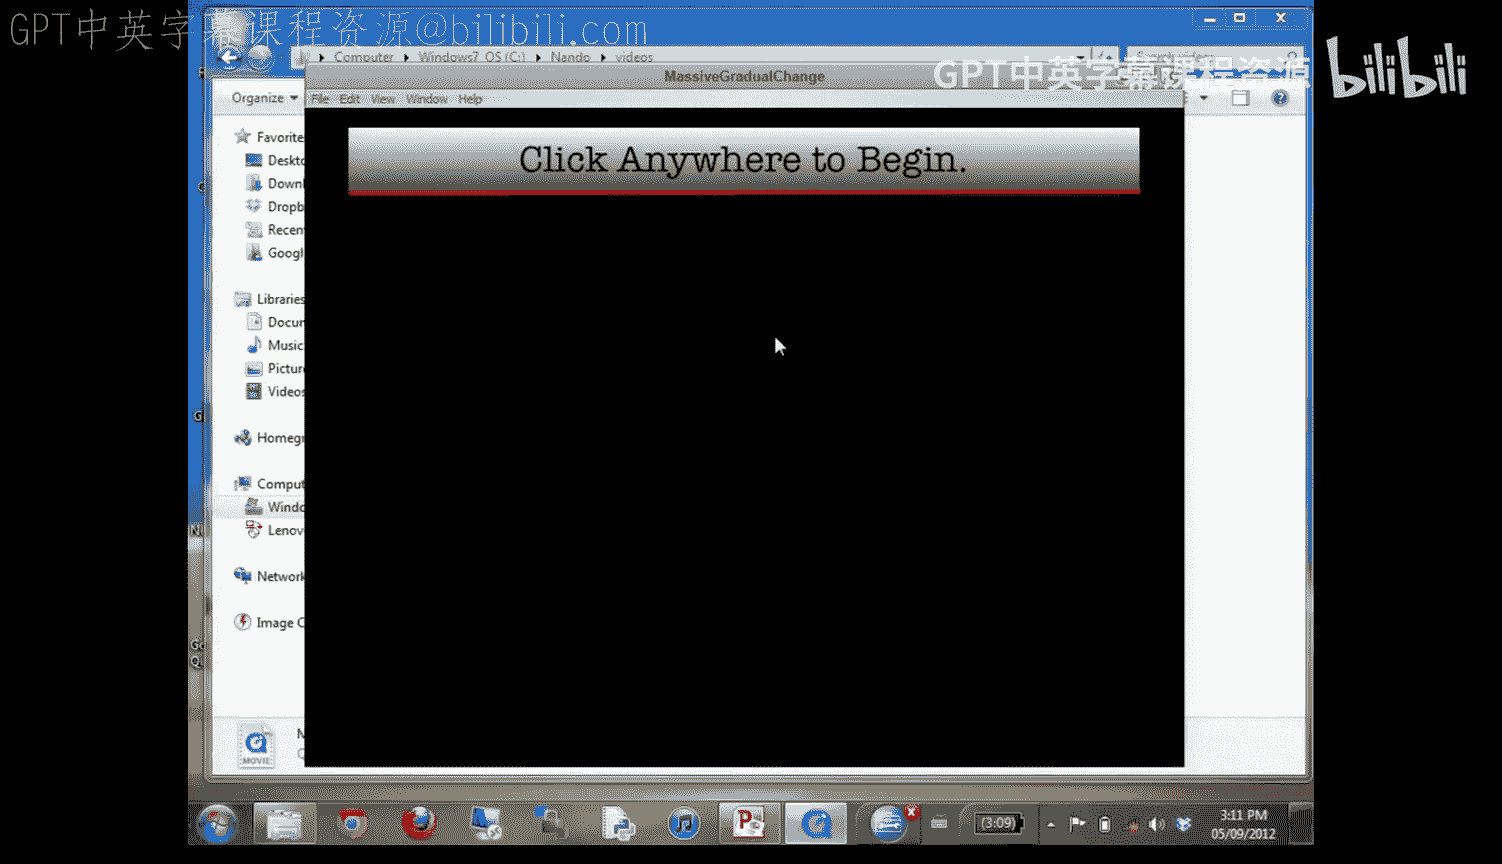 GPT中英字幕课程资源@bilibili.com
GPT中英字幕课程资源 bilibili
Computer Windows7_OS (C:) Nando videos
MassiveGradualChange
Organize
File Edit View Window Help
Click Anywhere to Begin.
Favorite
Deskto
Downl
Dropb
Recen
Googl
Libraries
Docur
Music
Pictur
Videos
Homegr
Comput
Windo
Lenov
Network
Image C
MOVIE
(3:09)
3:11 PM
05/09/2012